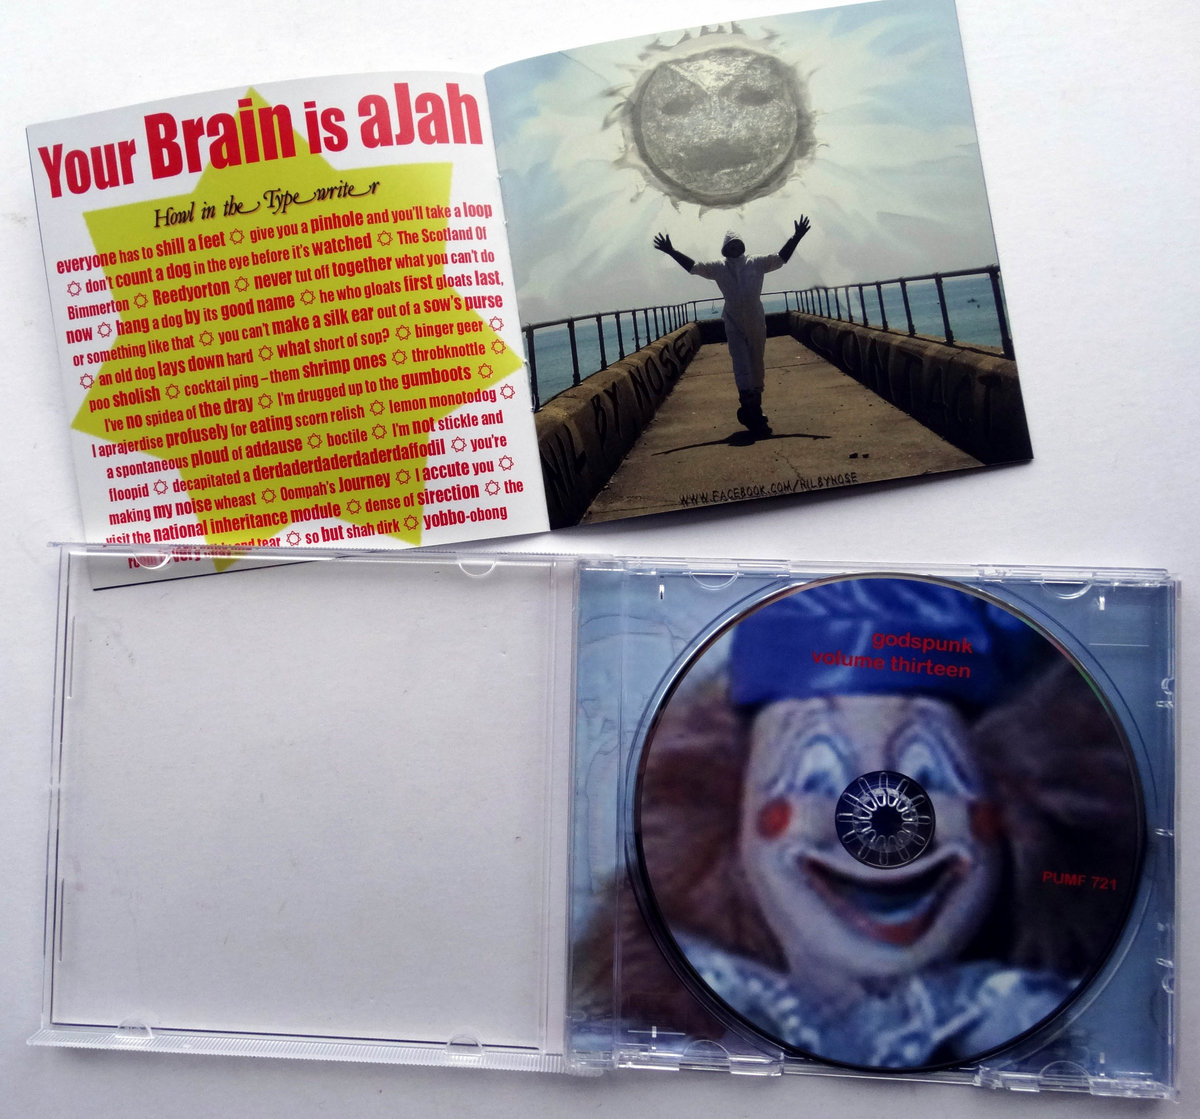 Your Brain is aJah
Howl in the Typewriter
everyone has to shill a feet ✡ give you a pinhole and you'll take a loop
✡ don't count a dog in the eye before it's watched ✡ The Scotland Of
Bimmerton ✡ Reedyorton ✡ never tut off together what you can't do
now ✡ hang a dog by its good name ✡ he who gloats first gloats last,
or something like that ✡ you can't make a silk ear out of a sow's purse
✡ an old dog lays down hard ✡ what short of sop? ✡ binger geer ✡
poo sholish ✡ cocktail ping – them shrimp ones ✡ throbknottle ✡
I've no spidea of the dray ✡ I'm drugged up to the gumboots ✡
I aprajerdise profusely for eating scorn relish ✡ lemon monotodog ✡
a spontaneous ploud of addause ✡ boctile ✡ I'm not stickle and
floopid ✡ decapitated a derdaderdaderdaderdaffodil ✡ you're
making my noise wheast ✡ Oompah's Journey ✡ I accute you ✡
visit the national inheritance module ✡ dense of sirection ✡ the
and tear ✡ so but shah dirk ✡ yobbo-obong
NIL BY NOSE
CONTACT
WWW.FACEBOOK.COM/NILBYNOSE
godspunk
volume thirteen
PUMF 721